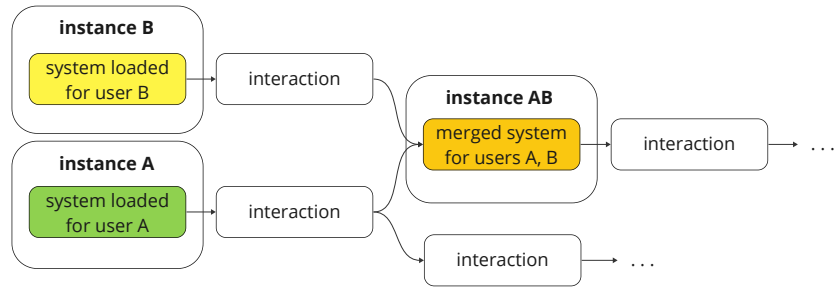 instance B
system loaded
for user B
interaction
instance AB
merged system
for users A, B
interaction
. . .
instance A
system loaded
for user A
interaction
interaction
. . .